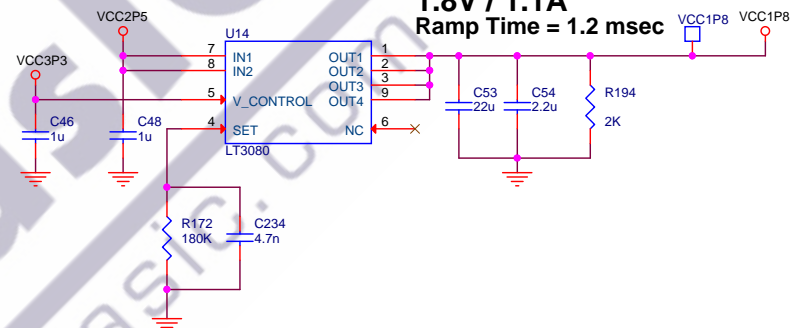 1.8V / 1.1A
Ramp Time = 1.2 msec
VCC2P5
VCC3P3
VCC1P8
VCC1P8
U14
7
8
5
4
IN1
IN2
V_CONTROL
SET
OUT1
OUT2
OUT3
OUT4
NC
1
2
3
9
6
LT3080
C46
1u
C48
1u
C53
22u
C54
2.2u
R194
2K
R172
180K
C234
4.7n